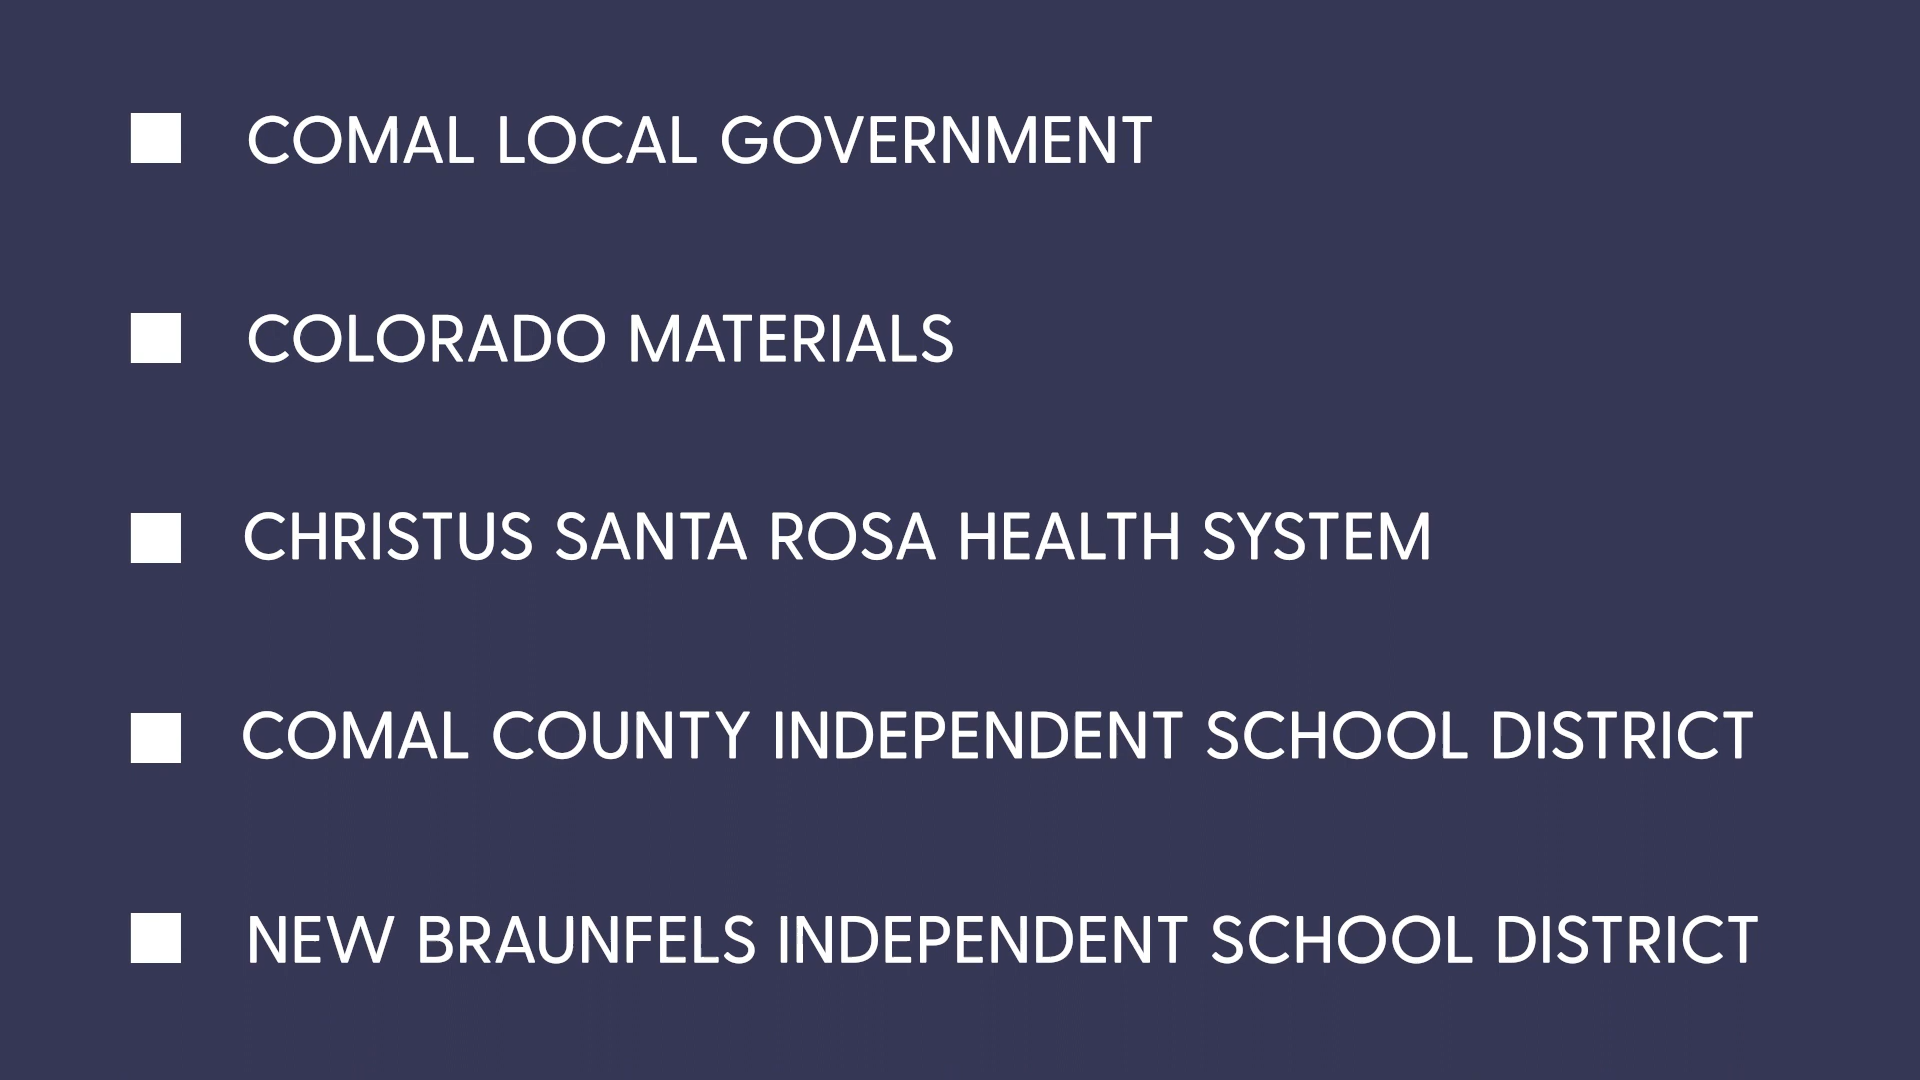 COMAL LOCAL GOVERNMENT
COLORADO MATERIALS
CHRISTUS SANTA ROSA HEALTH SYSTEM
COMAL COUNTY INDEPENDENT SCHOOL DISTRICT
NEW BRAUNFELS INDEPENDENT SCHOOL DISTRICT